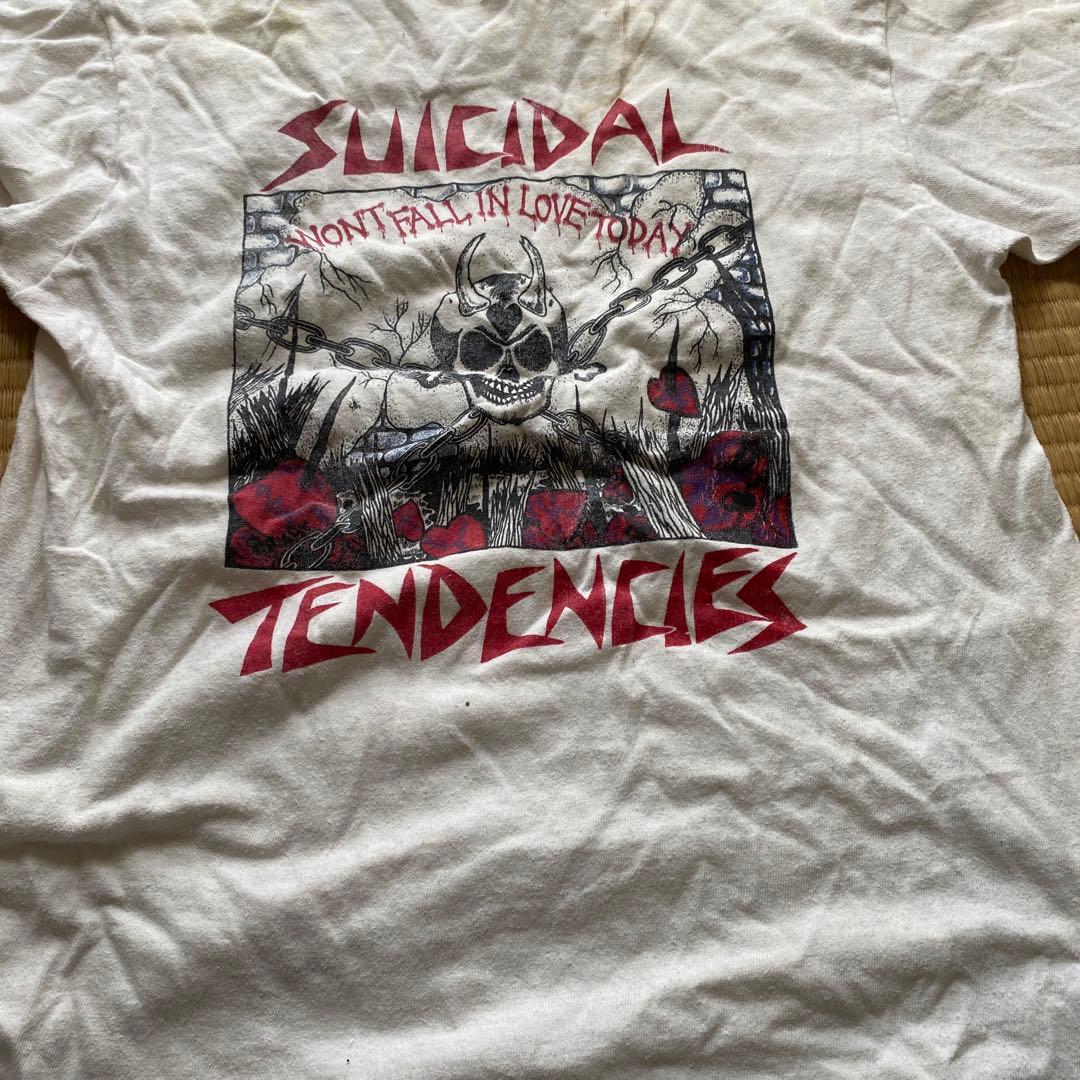 SUICIDAL
WONT FALL IN LOVE TODAY
TENDENCIES